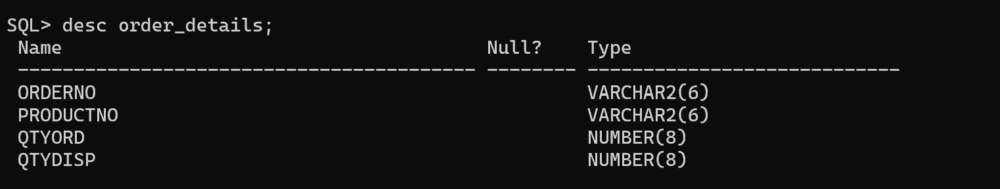 SQL> desc order_details;
 Name                                      Null?    Type
 ----------------------------------------- -------- ----------------------------
 ORDERNO                                            VARCHAR2(6)
 PRODUCTNO                                          VARCHAR2(6)
 QTYORD                                             NUMBER(8)
 QTYDISP                                            NUMBER(8)